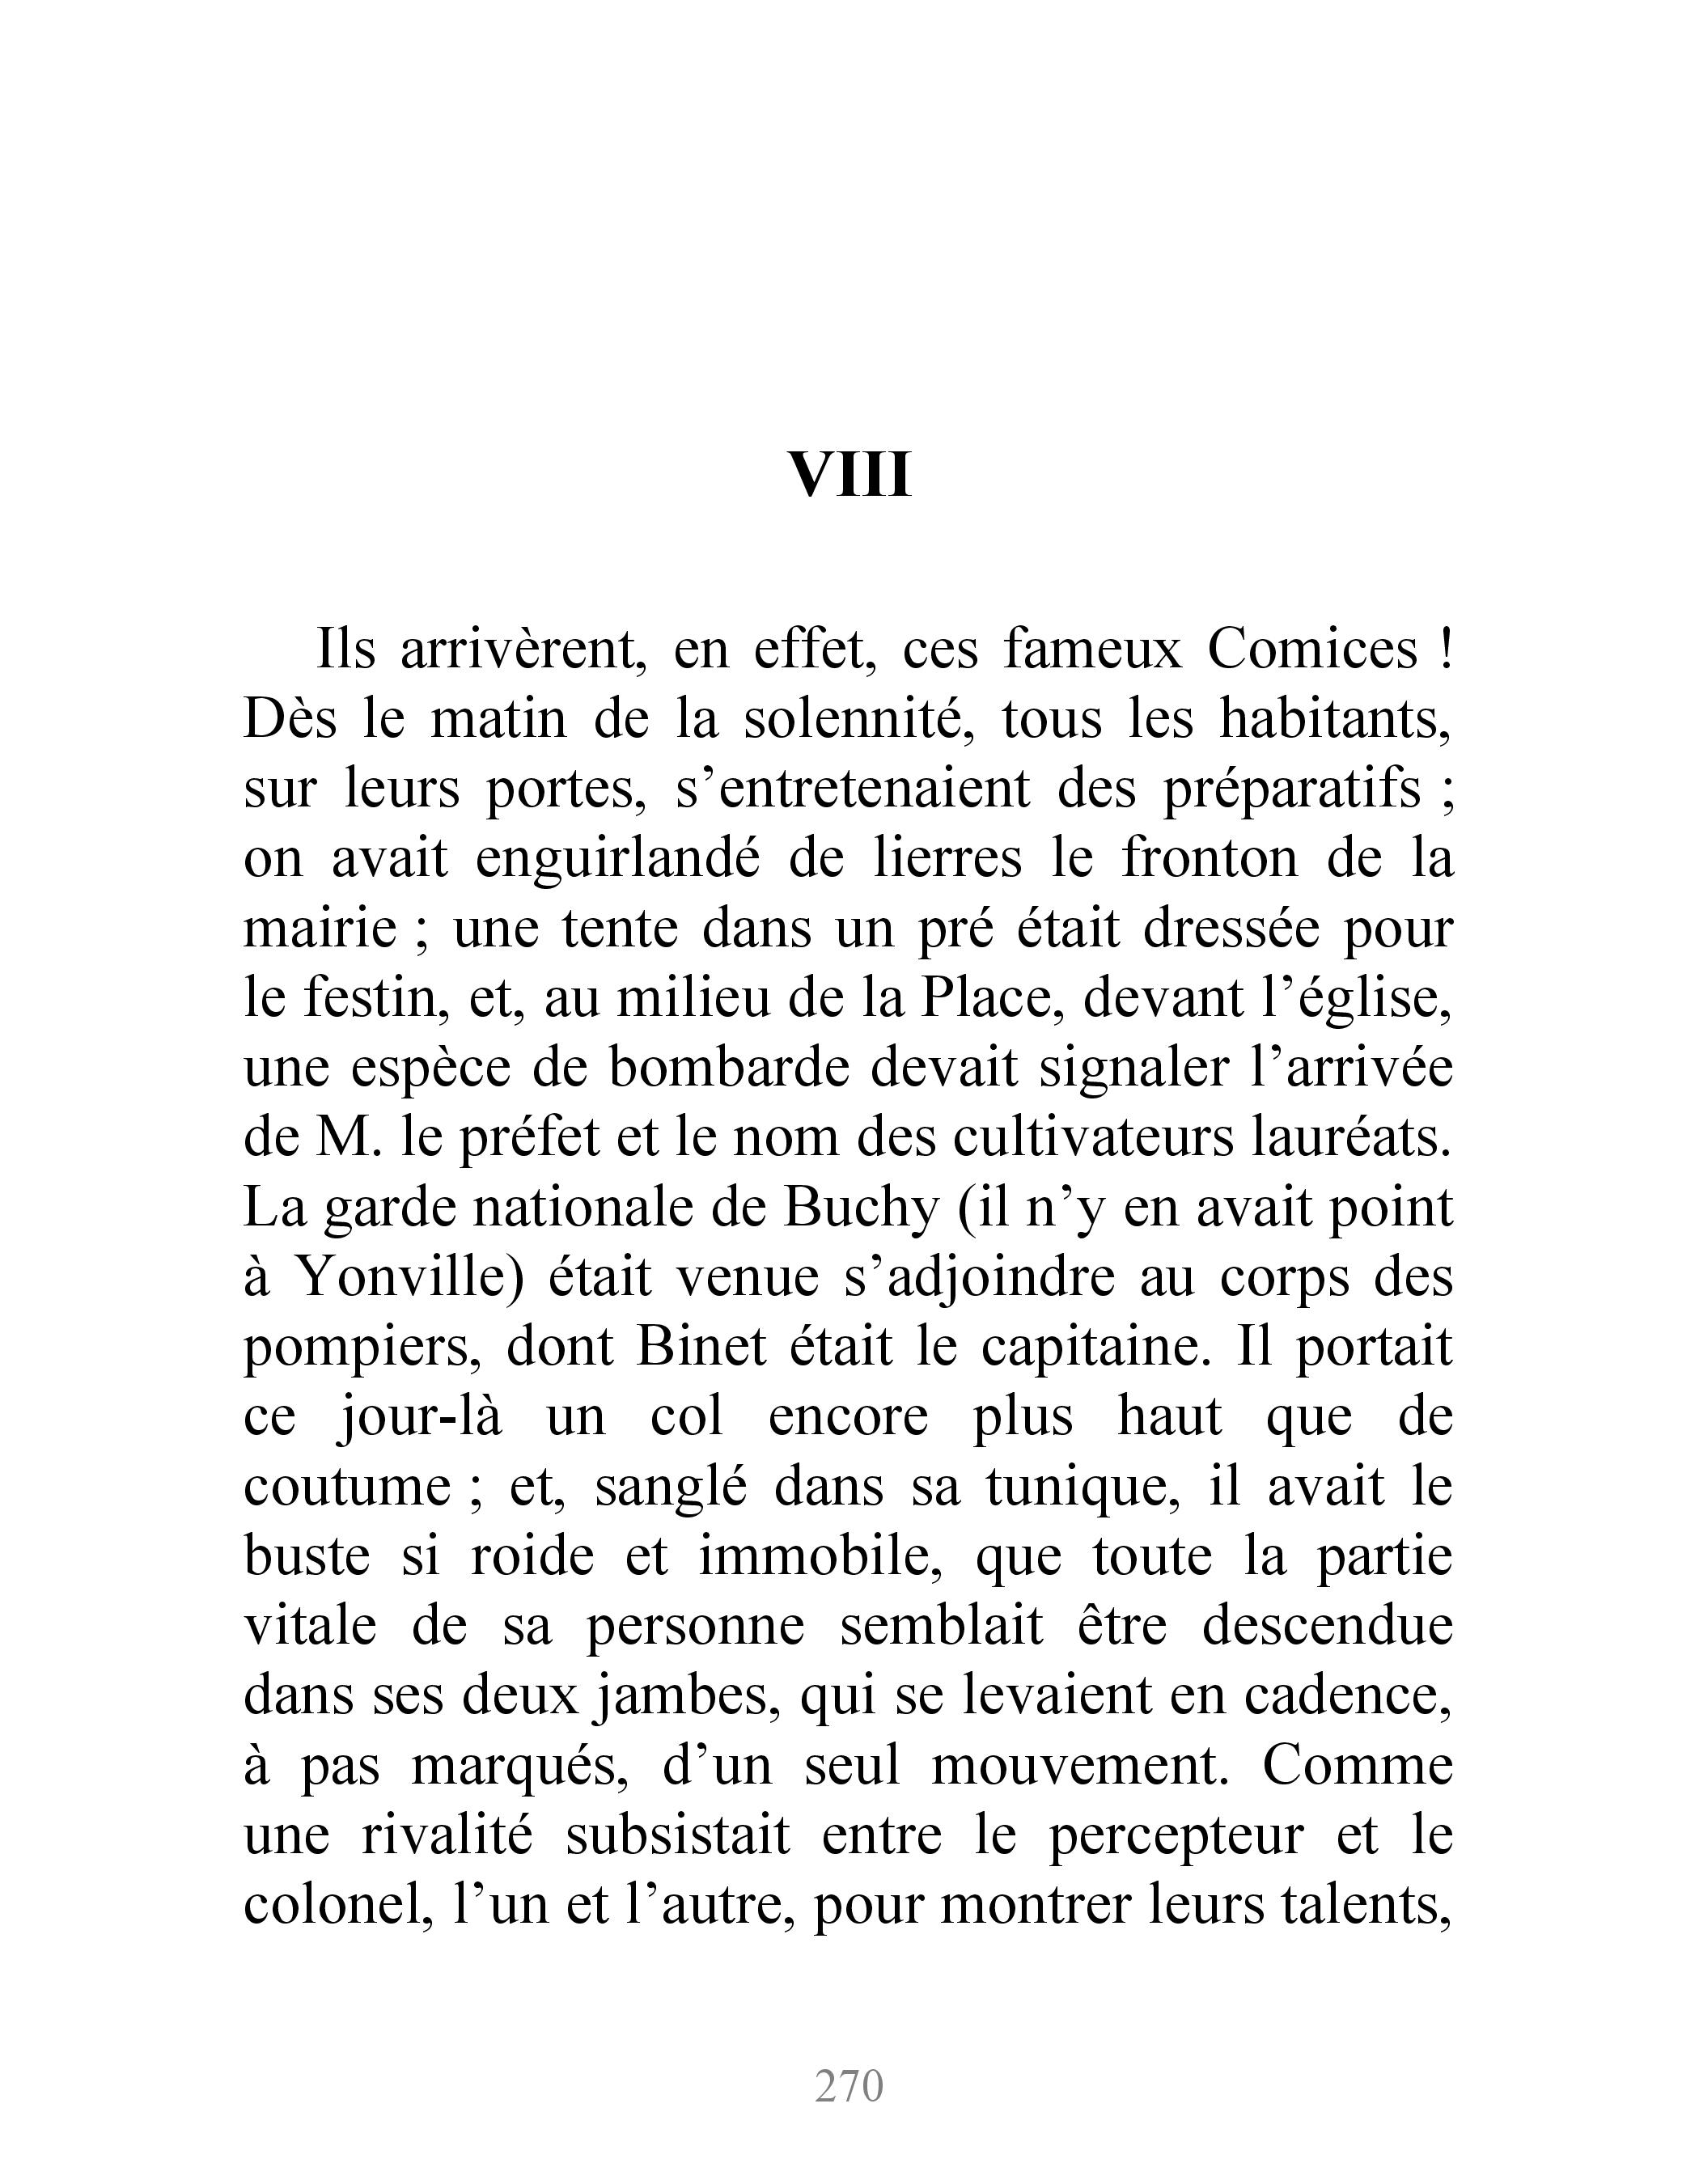 VIII
Ils arrivèrent, en effet, ces fameux Comices !
Dès le matin de la solennité, tous les habitants,
sur leurs portes, s’entretenaient des préparatifs ;
on avait enguirlandé de lierres le fronton de la
mairie ; une tente dans un pré était dressée pour
le festin, et, au milieu de la Place, devant l’église,
une espèce de bombarde devait signaler l’arrivée
de M. le préfet et le nom des cultivateurs lauréats.
La garde nationale de Buchy (il n’y en avait point
à Yonville) était venue s’adjoindre au corps des
pompiers, dont Binet était le capitaine. Il portait
ce jour-là un col encore plus haut que de
coutume ; et, sanglé dans sa tunique, il avait le
buste si roide et immobile, que toute la partie
vitale de sa personne semblait être descendue
dans ses deux jambes, qui se levaient en cadence,
à pas marqués, d’un seul mouvement. Comme
une rivalité subsistait entre le percepteur et le
colonel, l’un et l’autre, pour montrer leurs talents,
270